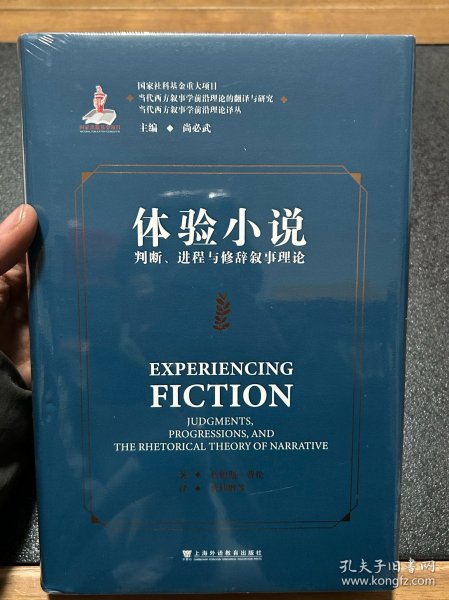 国家社科基金重大项目
当代西方叙事学前沿理论的翻译与研究
当代西方叙事学前沿理论译丛
主编 ◆ 尚必武
体验小说
判断、进程与修辞叙事理论
EXPERIENCING
FICTION
JUDGMENTS,
PROGRESSIONS, AND
THE RHETORICAL THEORY OF NARRATIVE
著
译
上海外语教育出版社
孔夫子旧书网
www.kongfz.com